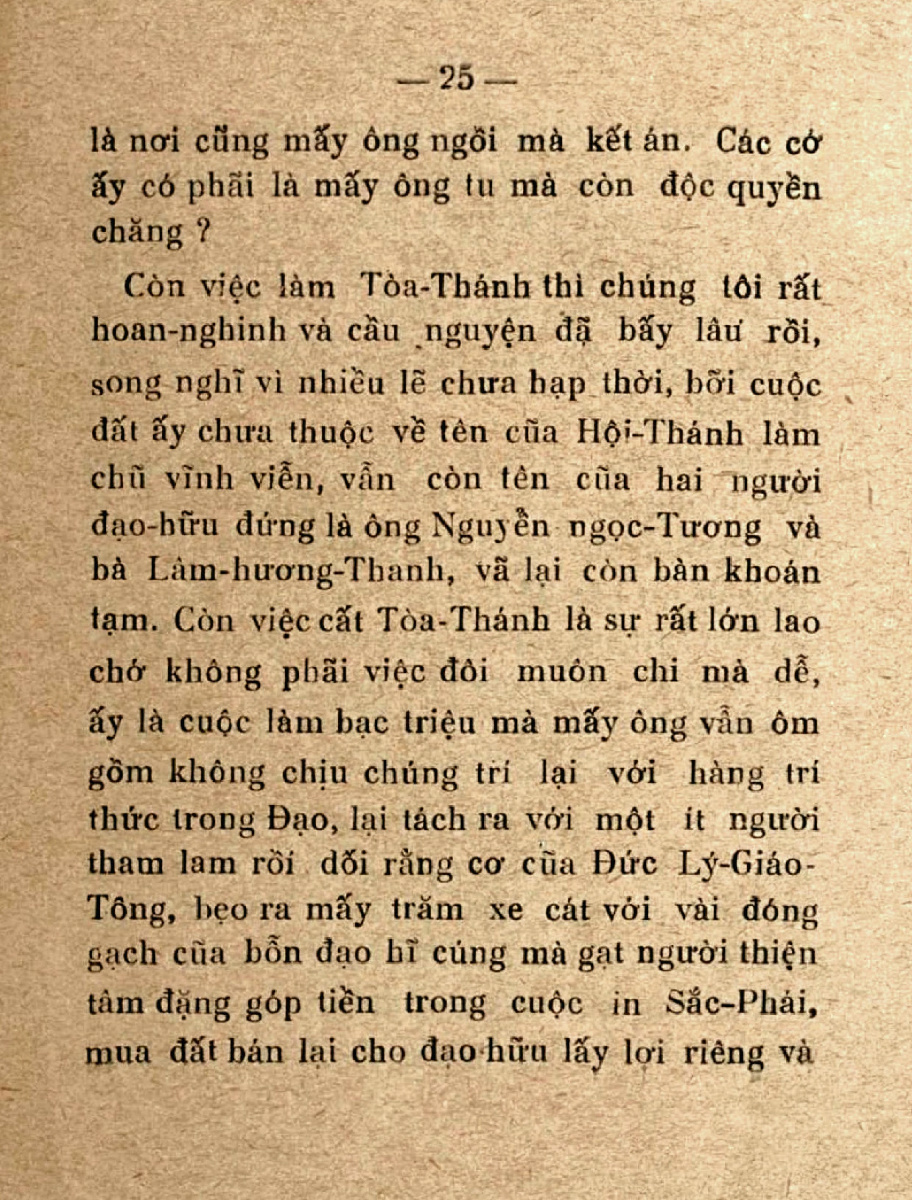 — 25 —
là nơi cũng mấy ông ngồi mà kết án. Các cớ
ấy có phãi là mấy ông tu mà còn độc quyền
chăng ?
Còn việc làm Tòa-Thánh thì chúng tôi rất
hoan-nghinh và cầu nguyện đã bấy lâu rồi,
song nghĩ vì nhiều lẽ chưa hạp thời, bỡi cuộc
đất ấy chưa thuộc về tên cũa Hội-Thánh làm
chũ vĩnh viễn, vẫn còn tên cũa hai người
đạo-hữu đứng là ông Nguyễn ngọc-Tương và
bà Lâm-hương-Thanh, vã lại còn bàn khoán
tạm. Còn việc cất Tòa-Thánh là sự rất lớn lao
chớ không phãi việc đôi muôn chi mà dễ,
ấy là cuộc làm bạc triệu mà mấy ông vẫn ôm
gồm không chịu chúng trí lại với hàng trí
thức trong Đạo, lại tách ra với một ít người
tham lam rồi dối rằng cơ cũa Đức Lý-Giáo-
Tông, bẹo ra mấy trăm xe cát với vài đóng
gạch cũa bỗn đạo hĩ cúng mà gạt người thiện
tâm đặng góp tiền trong cuộc in Sắc-Phái,
mua đất bán lại cho đạo-hữu lấy lợi riêng và